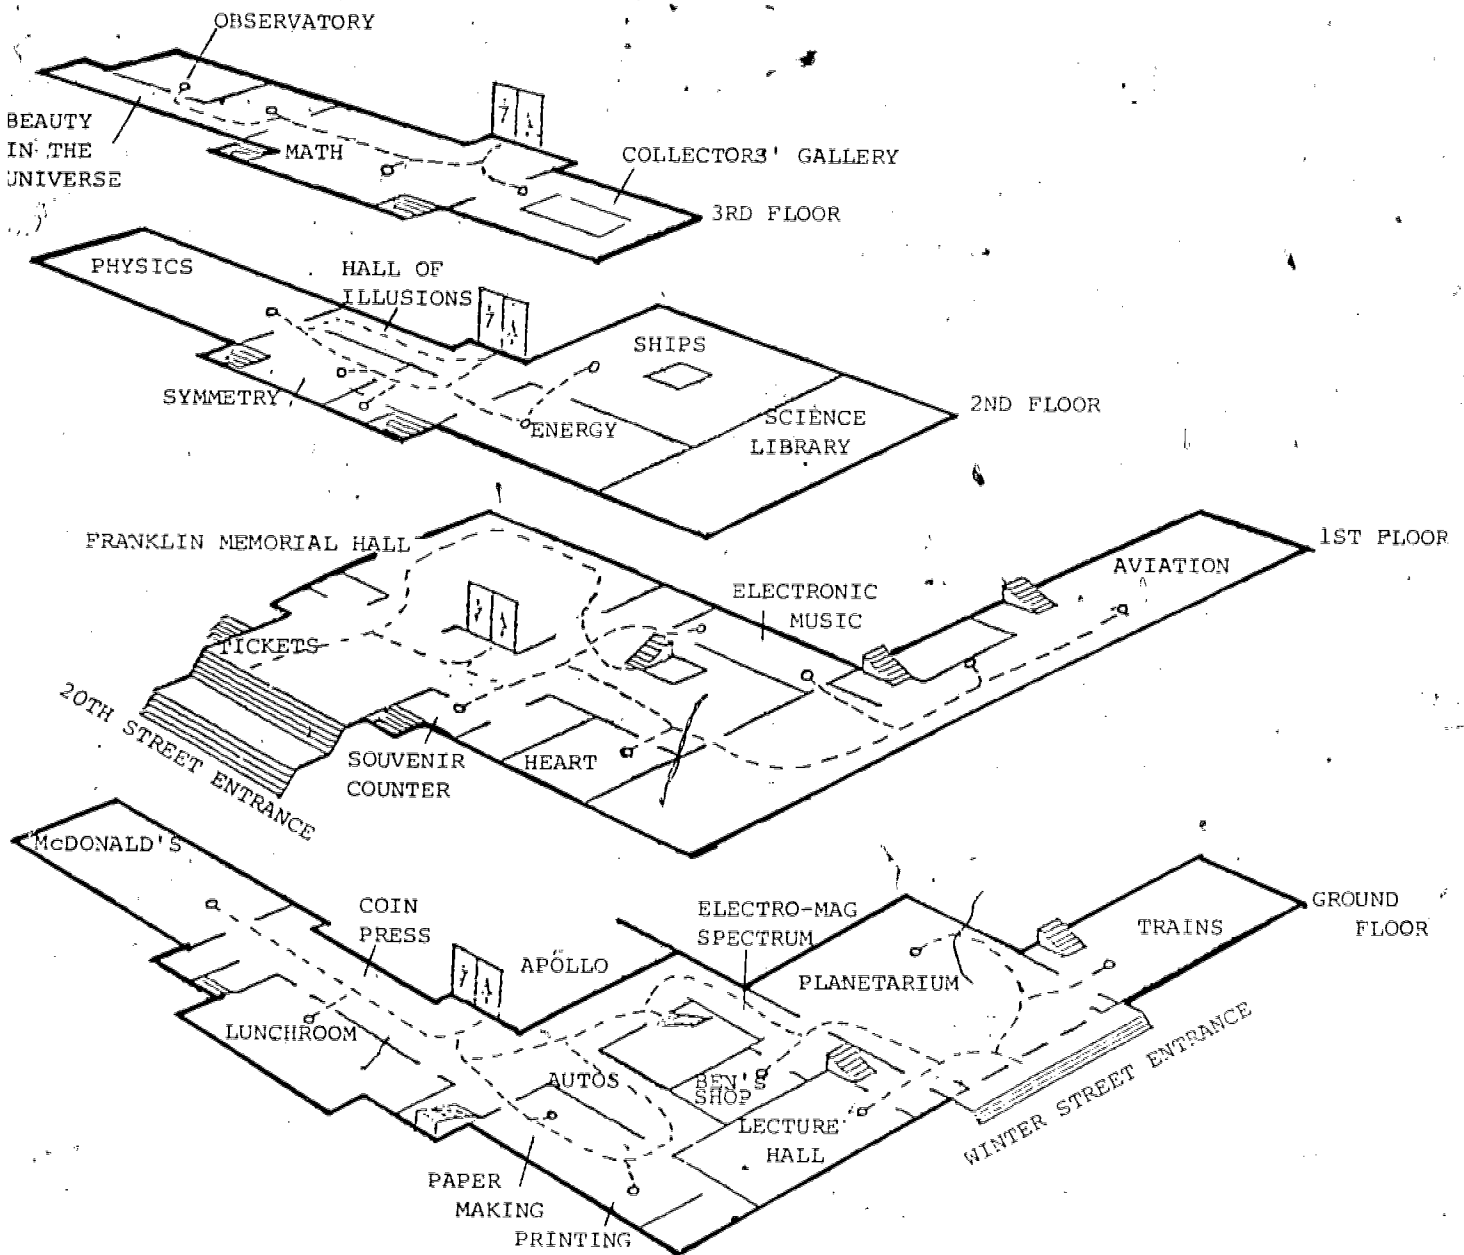 OBSERVATORY
BEAUTY
IN THE
UNIVERSE
MATH
COLLECTORS' GALLERY
3RD FLOOR
PHYSICS
HALL OF
ILLUSIONS
SHIPS
SYMMETRY
ENERGY
SCIENCE
LIBRARY
2ND FLOOR
FRANKLIN MEMORIAL HALL
1ST FLOOR
AVIATION
ELECTRONIC
MUSIC
TICKETS
20TH STREET ENTRANCE
SOUVENIR
COUNTER
HEART
McDONALD'S
COIN
PRESS
APOLLO
ELECTRO-MAG
SPECTRUM
PLANETARIUM
TRAINS
GROUND
FLOOR
LUNCHROOM
AUTOS
BEN'S
SHOP
LECTURE
HALL
WINTER STREET ENTRANCE
PAPER
MAKING
PRINTING